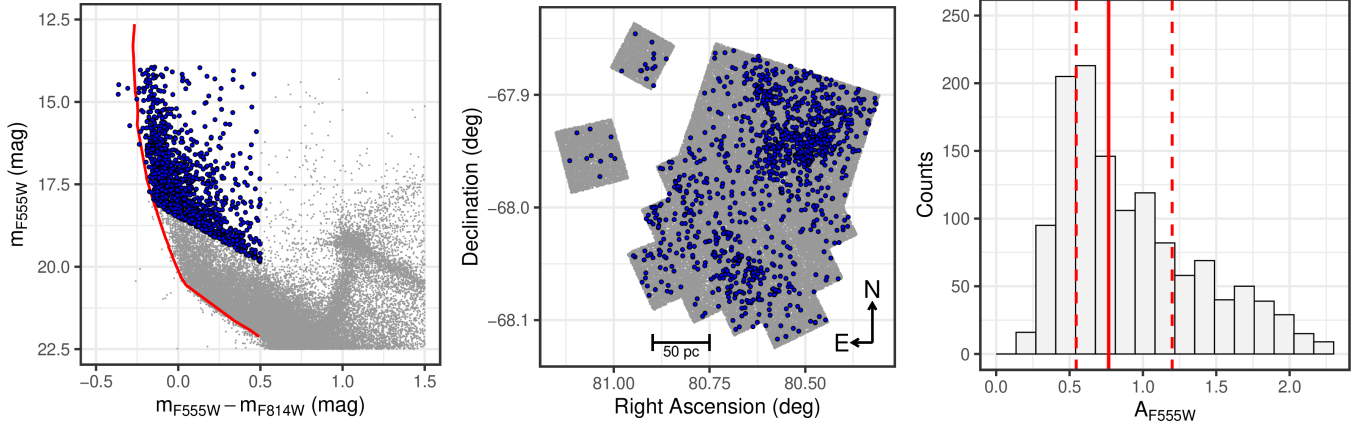 12.5
15.0
17.5
20.0
22.5
−0.5 0.0 0.5 1.0 1.5
m_F555W (mag)
m_F555W − m_F814W (mag)
−67.9
−68.0
−68.1
81.00 80.75 80.50
Declination (deg)
Right Ascension (deg)
50 pc
N
E
250
200
150
100
50
0
0.0 0.5 1.0 1.5 2.0
Counts
A_F555W